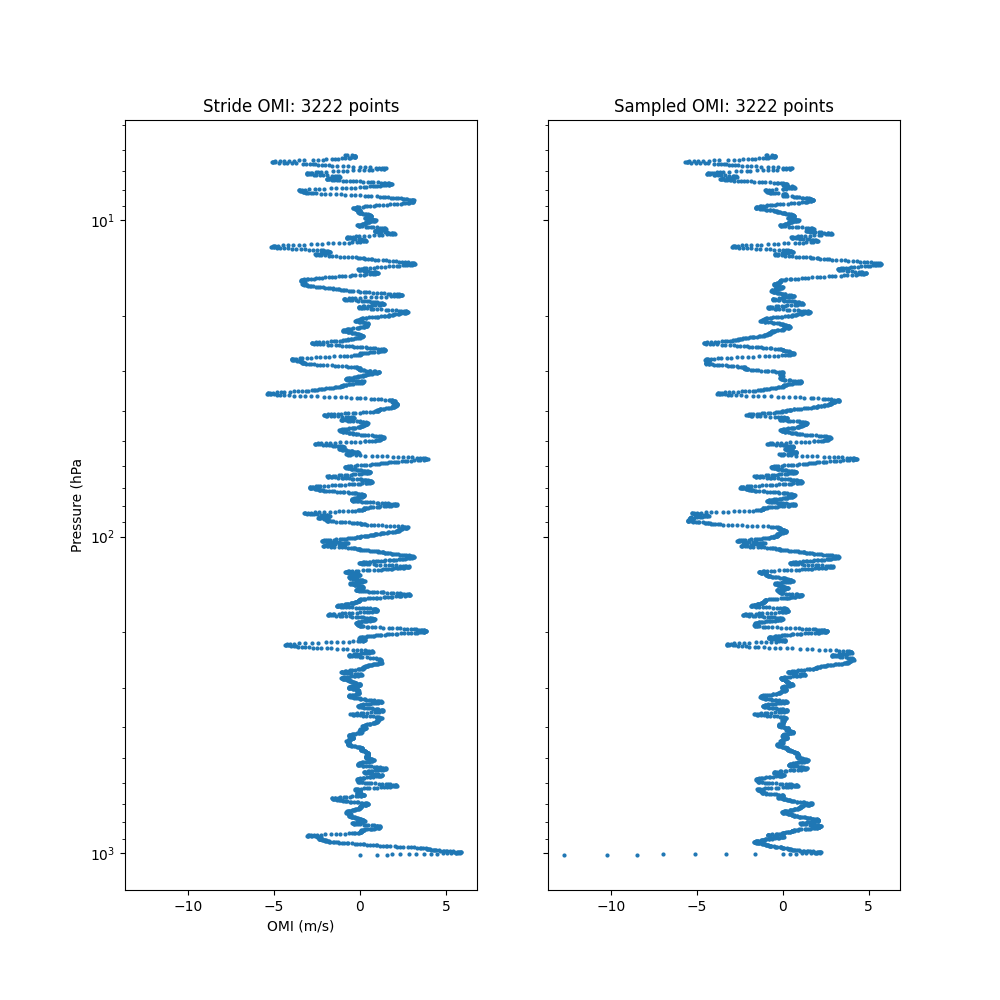 Stride OMI: 3222 points
Sampled OMI: 3222 points
Pressure (hPa
10¹
10²
10³
−10 −5 0 5
−10 −5 0 5
OMI (m/s)